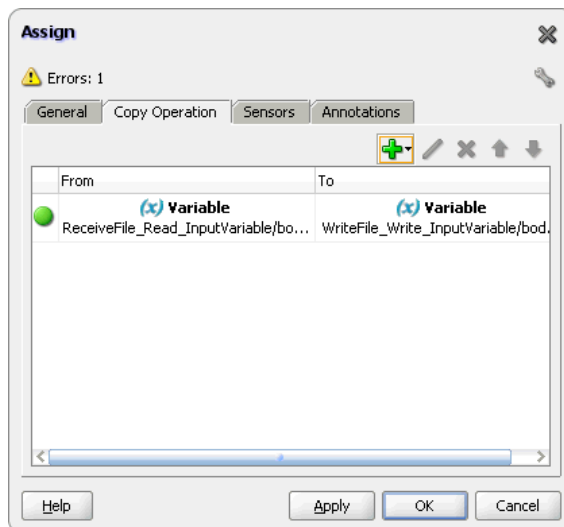 Assign
Errors: 1
General Copy Operation Sensors Annotations
From To
(x) Variable (x) Variable
ReceiveFile_Read_InputVariable/bo... WriteFile_Write_InputVariable/bod.
Help Apply OK Cancel